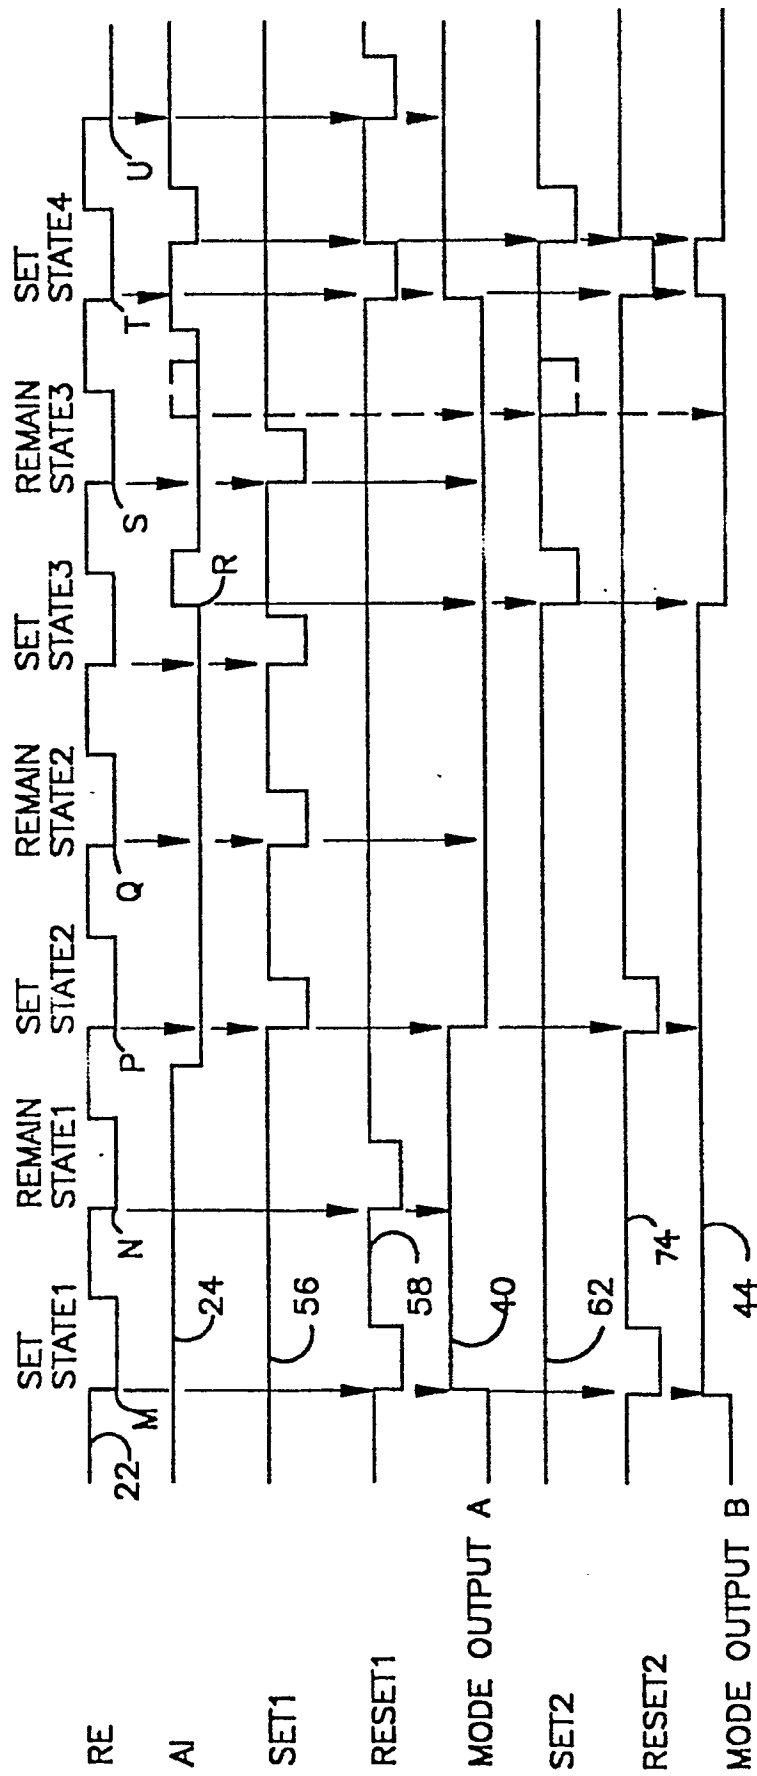 SET
STATE1
REMAIN
STATE1
SET
STATE2
REMAIN
STATE2
SET
STATE3
REMAIN
STATE3
SET
STATE4
RE
22
M
N
P
Q
S
T
U
AI
24
R
SET1
56
RESET1
58
MODE OUTPUT A
40
SET2
62
RESET2
74
MODE OUTPUT B
44